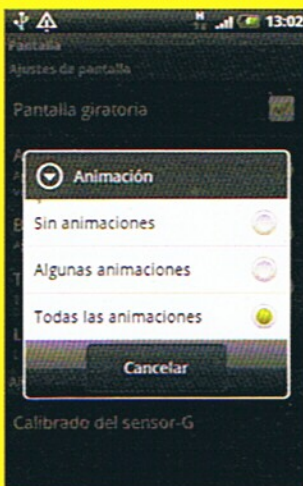 H 13:02
Pantalla
Ajustes de pantalla
Pantalla giratoria
Animación
Sin animaciones
Algunas animaciones
Todas las animaciones
Cancelar
Calibrado del sensor-G